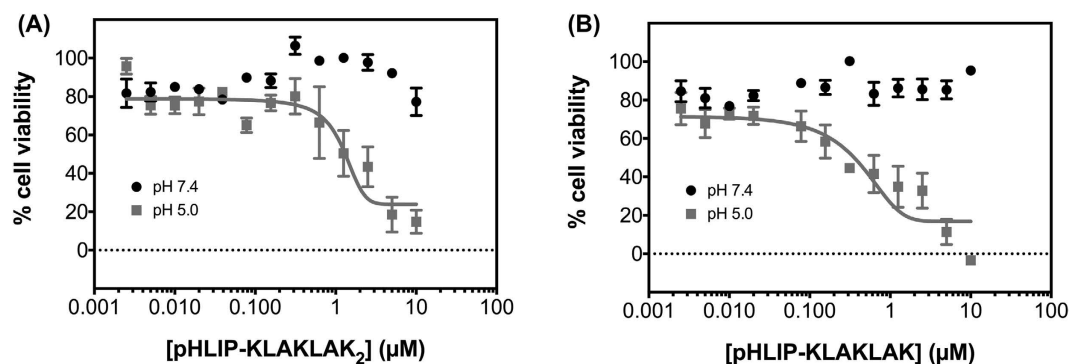 (A)
% cell viability
100
80
60
40
20
0
pH 7.4
pH 5.0
0.001 0.010 0.100 1 10 100
[pHLIP-KLAKLAK₂] (µM)
(B)
% cell viability
100
80
60
40
20
0
pH 7.4
pH 5.0
0.001 0.010 0.100 1 10 100
[pHLIP-KLAKLAK] (µM)